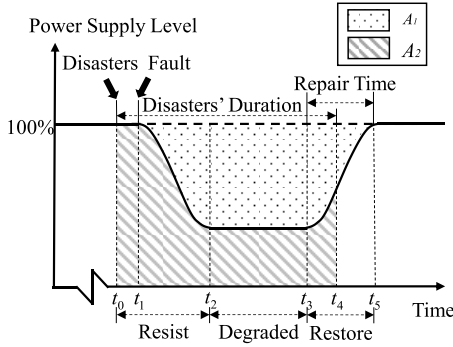 Power Supply Level
A1
A2
Disasters Fault
Repair Time
Disasters' Duration
100%
t0 t1 t2 t3 t4 t5
Time
Resist Degraded Restore